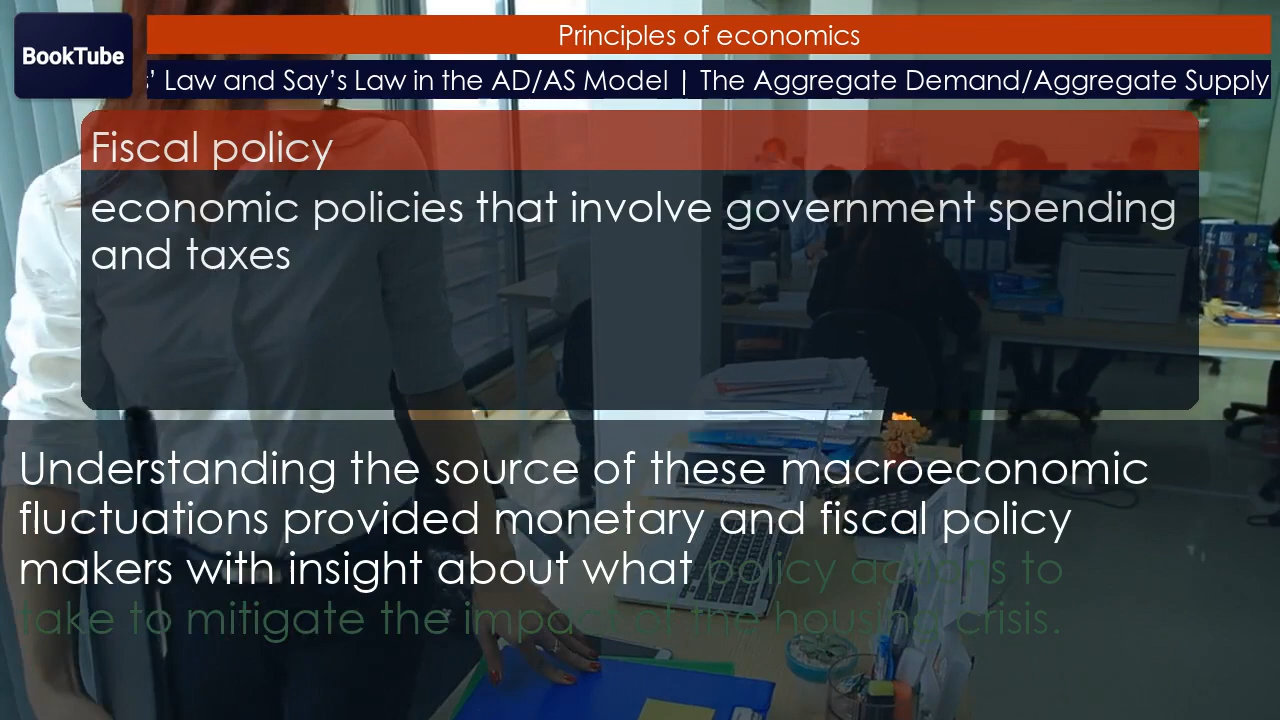 BookTube
Principles of economics
s’ Law and Say’s Law in the AD/AS Model | The Aggregate Demand/Aggregate Supply
Fiscal policy
economic policies that involve government spending
and taxes
Understanding the source of these macroeconomic
fluctuations provided monetary and fiscal policy
makers with insight about what policy actions to
take to mitigate the impact of the housing crisis.